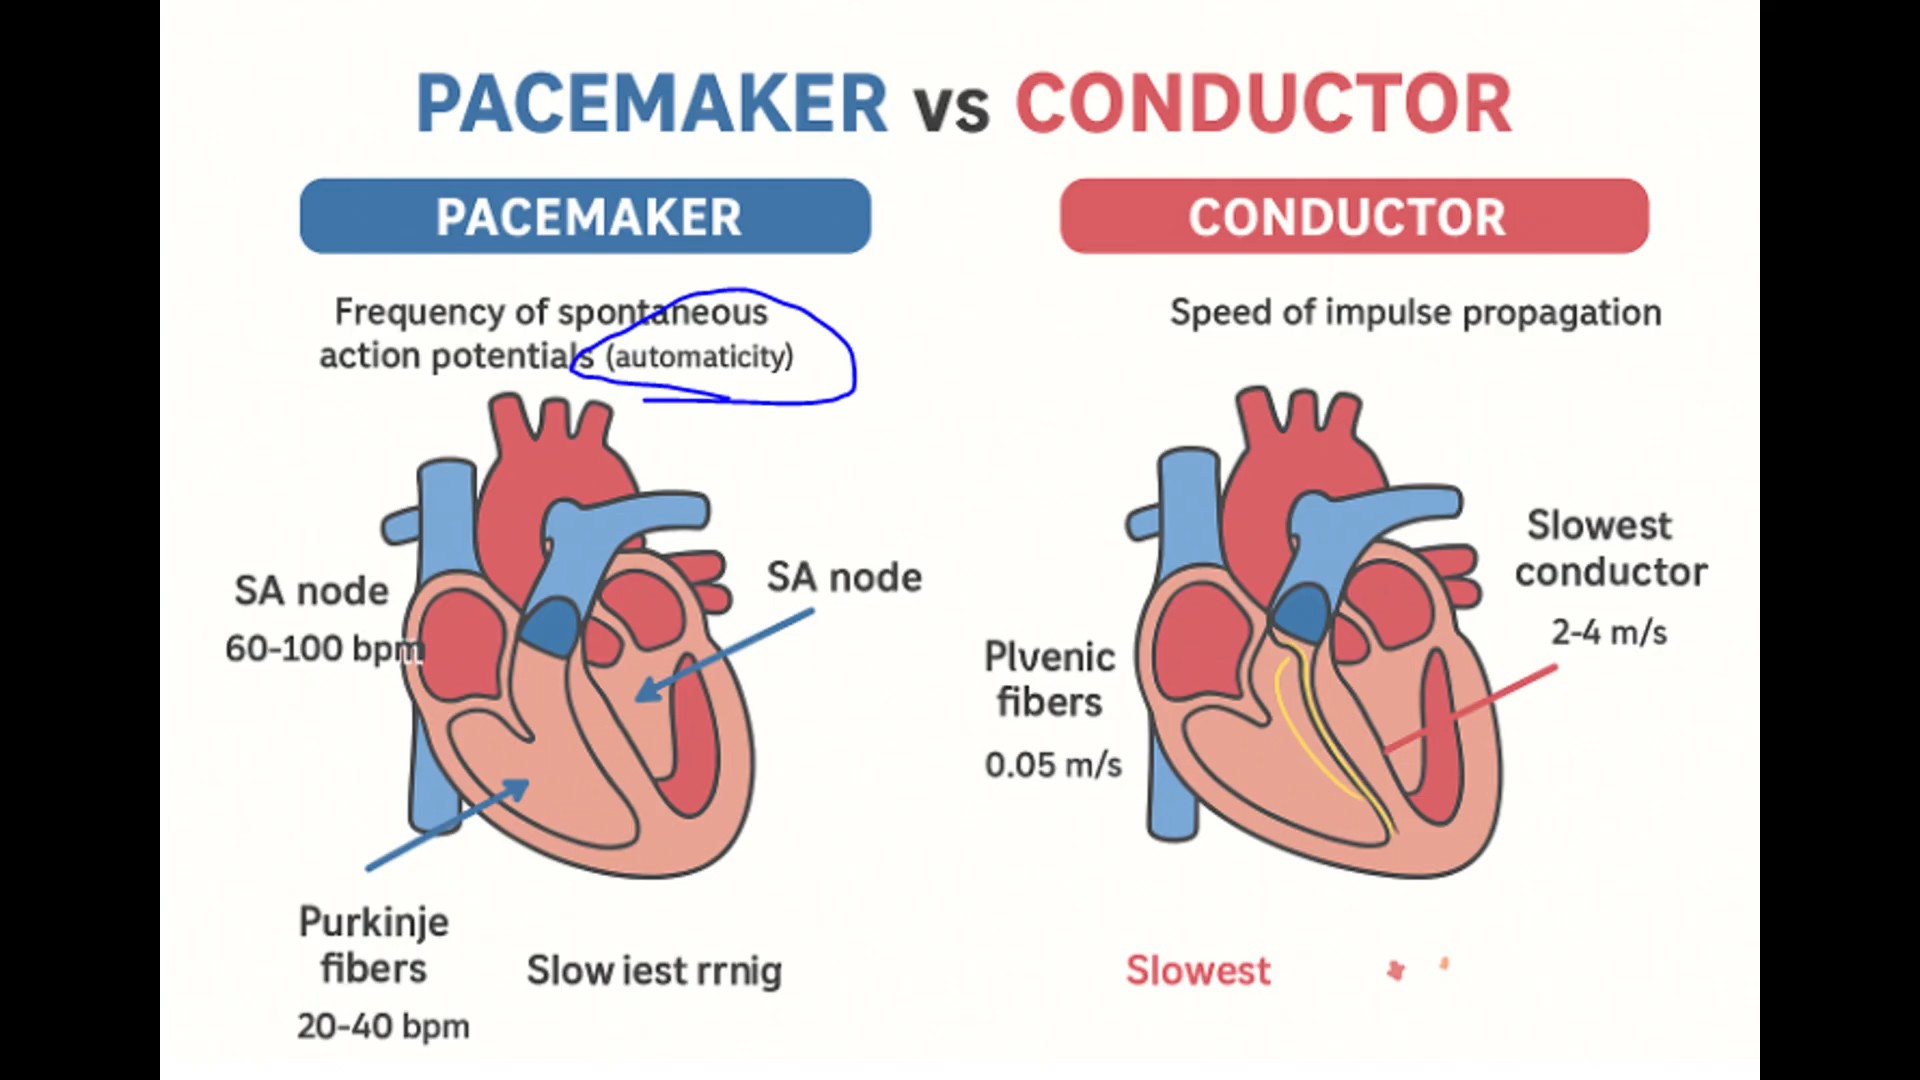 PACEMAKER vs CONDUCTOR
PACEMAKER
Frequency of spontaneous
action potentials (automaticity)
SA node
60-100 bpm
SA node
Purkinje
fibers
20-40 bpm
Slow iest rrnig
CONDUCTOR
Speed of impulse propagation
Slowest
conductor
2-4 m/s
Plvenic
fibers
0.05 m/s
Slowest